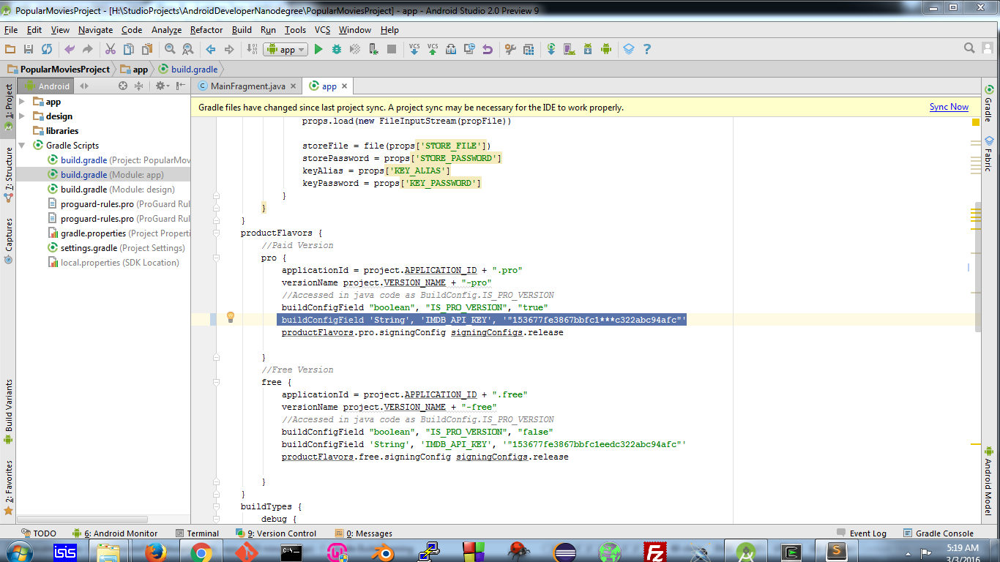 PopularMoviesProject - [H:\StudioProjects\AndroidDeveloperNanodegree\PopularMoviesProject] - app - Android Studio 2.0 Preview 9
File Edit View Navigate Code Analyze Refactor Build Run Tools VCS Window Help
app
PopularMoviesProject app build.gradle
Android
MainFragment.java app
Gradle files have changed since last project sync. A project sync may be necessary for the IDE to work properly. Sync Now
1: Project
7: Structure
Captures
Build Variants
2: Favorites
app
design
libraries
Gradle Scripts
build.gradle (Project: PopularMov
build.gradle (Module: app)
build.gradle (Module: design)
proguard-rules.pro (ProGuard Rul
proguard-rules.pro (ProGuard Rul
gradle.properties (Project Properti
settings.gradle (Project Settings)
local.properties (SDK Location)
props.load(new FileInputStream(propFile))
storeFile = file(props['STORE_FILE'])
storePassword = props['STORE_PASSWORD']
keyAlias = props['KEY_ALIAS']
keyPassword = props['KEY_PASSWORD']
}
}
}
productFlavors {
//Paid Version
pro {
applicationId = project.APPLICATION_ID + ".pro"
versionName project.VERSION_NAME + "-pro"
//Accessed in java code as BuildConfig.IS_PRO_VERSION
buildConfigField "boolean", "IS_PRO_VERSION", "true"
buildConfigField 'String', 'IMDB_API_KEY', '"153677fe3867bbfc1***c322abc94afc"'
productFlavors.pro.signingConfig signingConfigs.release
}
//Free Version
free {
applicationId = project.APPLICATION_ID + ".free"
versionName project.VERSION_NAME + "-free"
//Accessed in java code as BuildConfig.IS_PRO_VERSION
buildConfigField "boolean", "IS_PRO_VERSION", "false"
buildConfigField 'String', 'IMDB_API_KEY', '"153677fe3867bbfc1eedc322abc94afc"'
productFlavors.free.signingConfig signingConfigs.release
}
}
buildTypes {
debug {
Gradle
Fabric
Android Model
TODO 6: Android Monitor Terminal 9: Version Control 0: Messages Event Log Gradle Console
isis
5:19 AM
3/3/2016